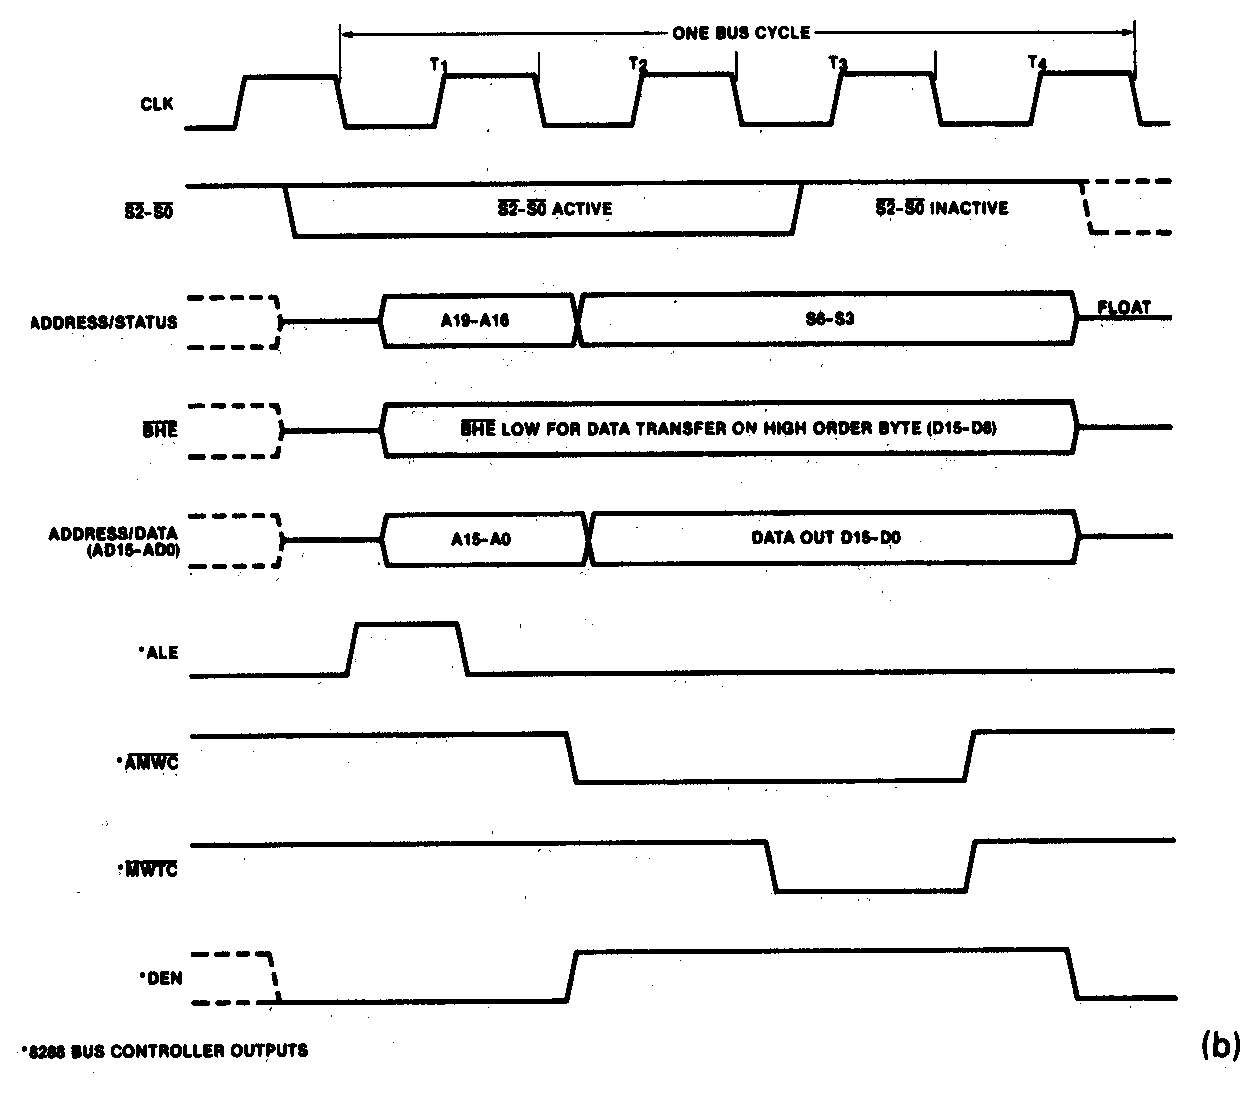 ONE BUS CYCLE
T1 T2 T3 T4
CLK
S2-S0 S2-S0 ACTIVE S2-S0 INACTIVE
ADDRESS/STATUS A19-A16 S6-S3 FLOAT
BHE BHE LOW FOR DATA TRANSFER ON HIGH ORDER BYTE (D15-D8)
ADDRESS/DATA
(AD15-AD0) A15-A0 DATA OUT D15-D0
*ALE
*AMWC
*MWTC
*DEN
*8288 BUS CONTROLLER OUTPUTS
(b)